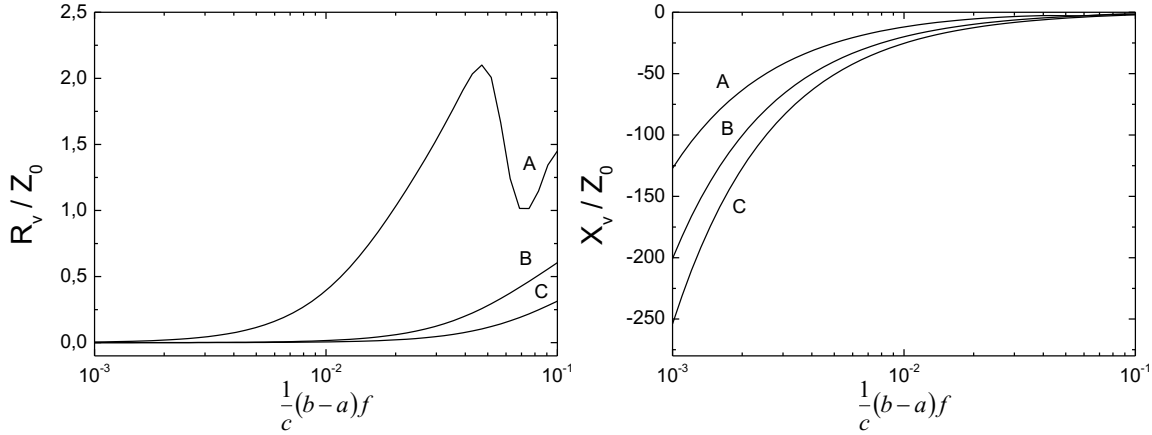 2,5
2,0
1,5
1,0
0,5
0,0
R_v / Z_0
A
B
C
10^-3
10^-2
10^-1
1/c (b−a) f
0
-50
-100
-150
-200
-250
X_v / Z_0
A
B
C
10^-3
10^-2
10^-1
1/c (b−a) f